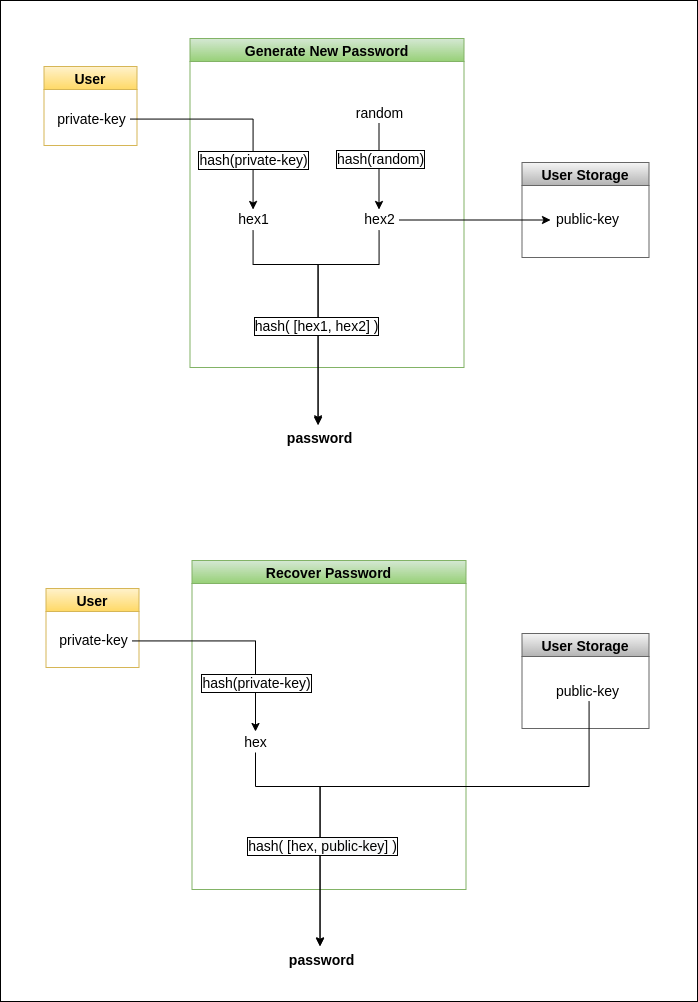 Generate New Password
User
private-key
random
hash(private-key)
hash(random)
User Storage
hex1
hex2
public-key
hash( [hex1, hex2] )
password
Recover Password
User
private-key
User Storage
hash(private-key)
public-key
hex
hash( [hex, public-key] )
password